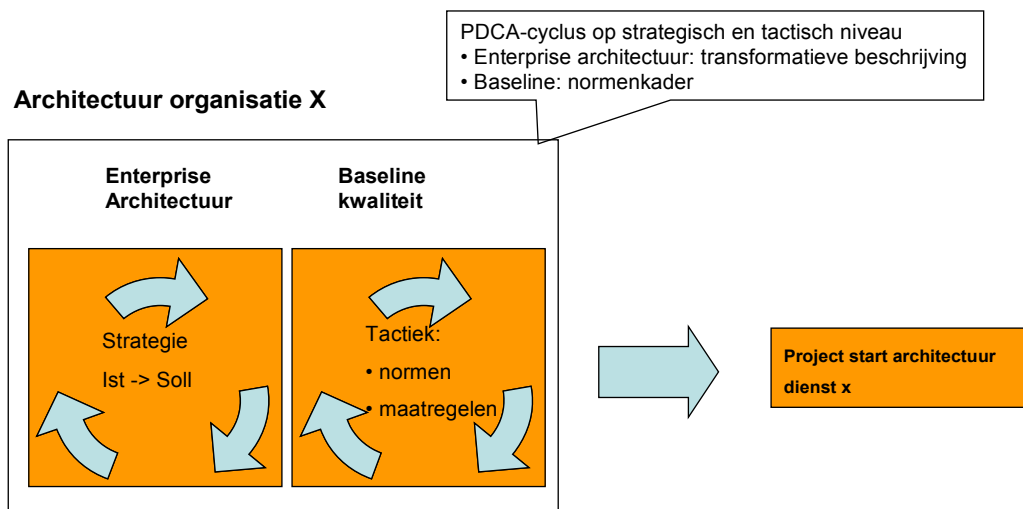 PDCA-cyclus op strategisch en tactisch niveau
• Enterprise architectuur: transformatieve beschrijving
• Baseline: normenkader
Architectuur organisatie X
Enterprise
Architectuur
Baseline
kwaliteit
Strategie
Ist -> Soll
Tactiek:
• normen
• maatregelen
Project start architectuur
dienst x